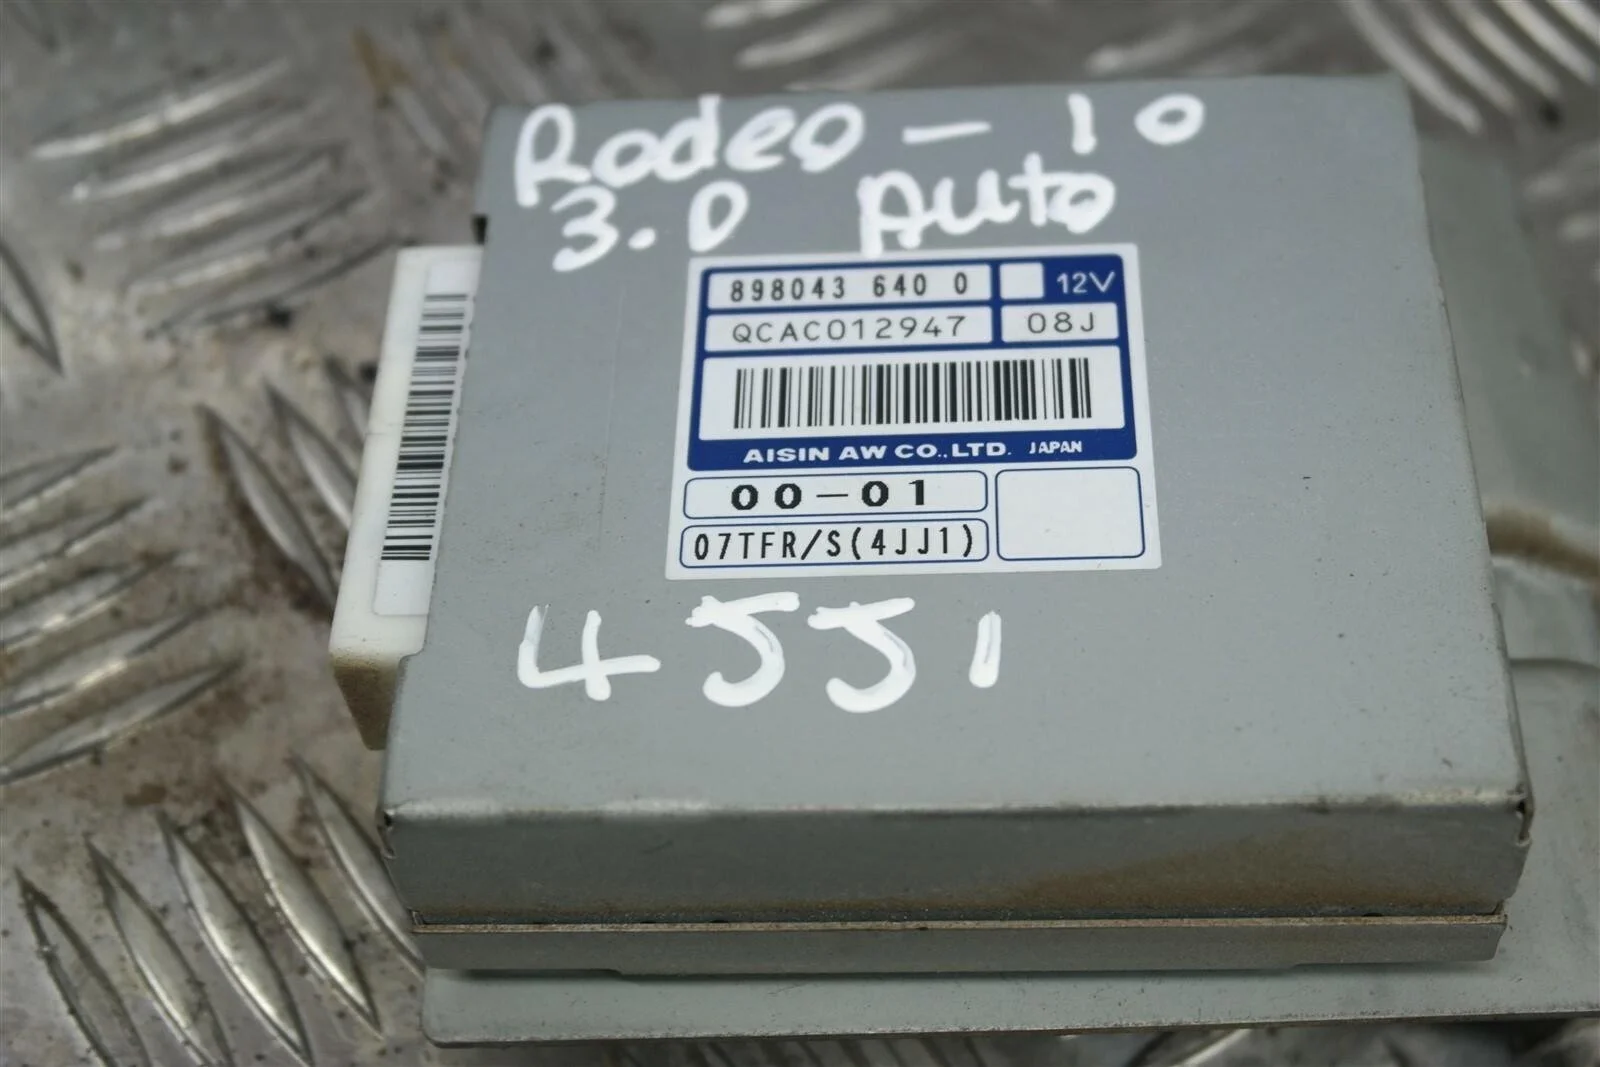 Rodeo - 10
3.0 Auto
898043 640 0
12V
QCAC012947
08J
AISIN AW CO.,LTD. JAPAN
00-01
07TFR/S(4JJ1)
4JJ1